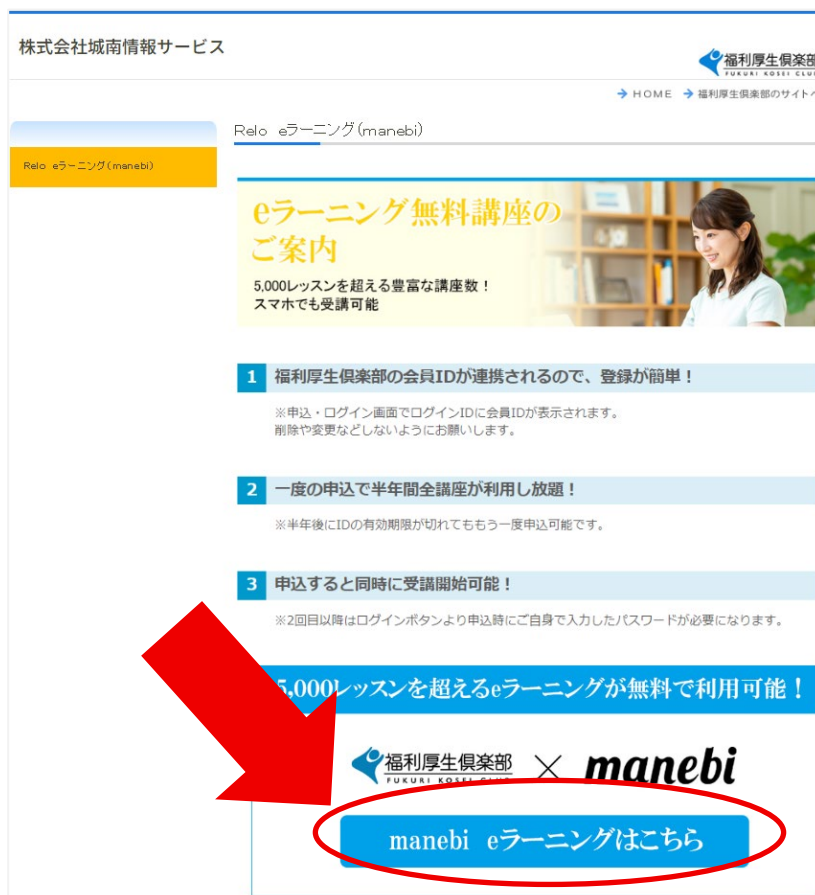 株式会社城南情報サービス
福利厚生倶楽部
FUKURI KOSEI CLUB
HOME 福利厚生倶楽部のサイトへ
Relo eラーニング(manebi)
Relo eラーニング(manebi)
eラーニング無料講座の
ご案内
5,000レッスンを超える豊富な講座数！
スマホでも受講可能
1 福利厚生倶楽部の会員IDが連携されるので、登録が簡単！
※申込・ログイン画面でログインIDに会員IDが表示されます。
削除や変更などしないようにお願いします。
2 一度の申込で半年間全講座が利用し放題！
※半年後にIDの有効期限が切れてももう一度申込可能です。
3 申込すると同時に受講開始可能！
※2回目以降はログインボタンより申込時にご自身で入力したパスワードが必要になります。
5,000レッスンを超えるeラーニングが無料で利用可能！
福利厚生倶楽部 × manebi
FUKURI KOSEI CLUB
manebi eラーニングはこちら